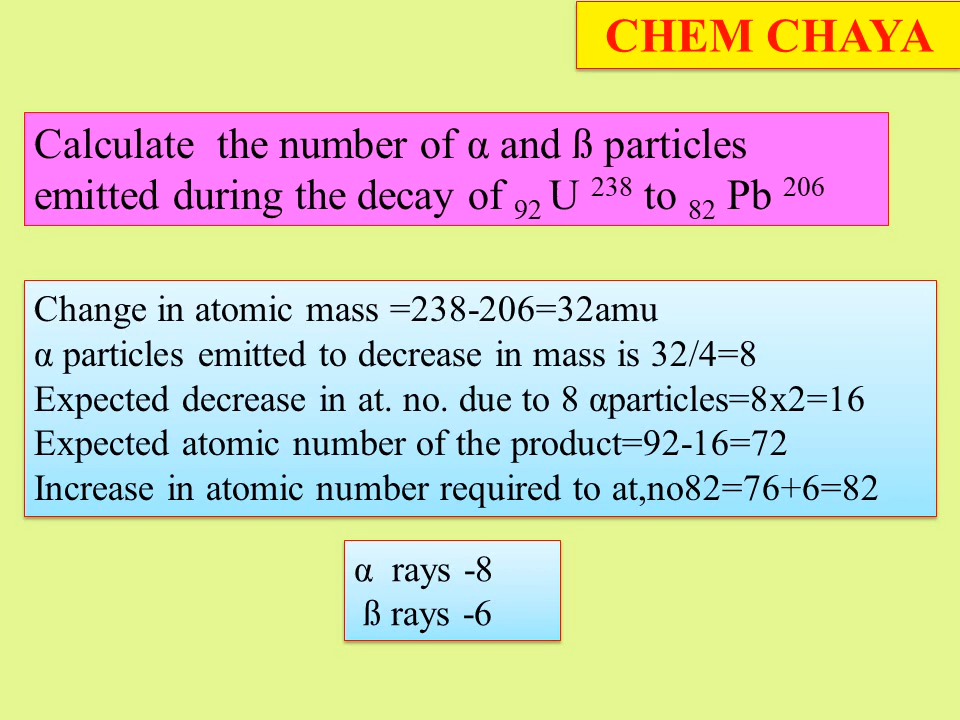 CHEM CHAYA
Calculate the number of α and ß particles
emitted during the decay of ₉₂ U ²³⁸ to ₈₂ Pb ²⁰⁶
Change in atomic mass =238-206=32amu
α particles emitted to decrease in mass is 32/4=8
Expected decrease in at. no. due to 8 αparticles=8x2=16
Expected atomic number of the product=92-16=72
Increase in atomic number required to at,no82=76+6=82
α rays -8
ß rays -6